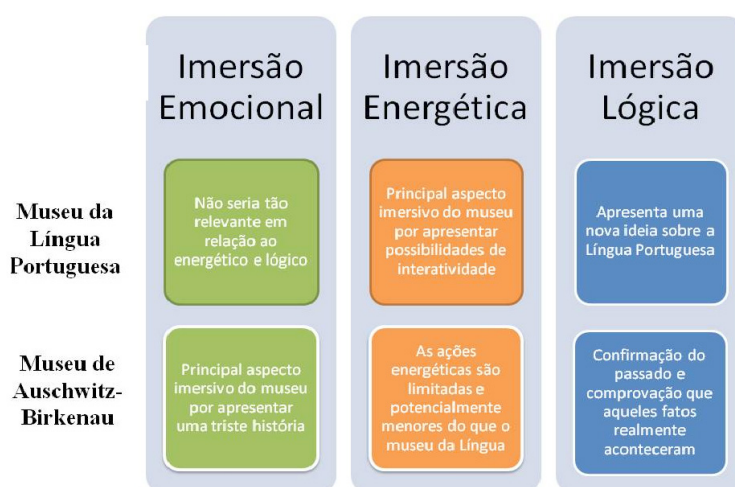 Imersão
Emocional
Imersão
Energética
Imersão
Lógica
Museu da
Língua
Portuguesa
Não seria tão
relevante em
relação ao
energético e lógico
Principal aspecto
imersivo do museu
por apresentar
possibilidades de
interatividade
Apresenta uma
nova ideia sobre a
Língua Portuguesa
Museu de
Auschwitz-
Birkenau
Principal aspecto
imersivo do museu
por apresentar
uma triste história
As ações
energéticas são
limitadas e
potencialmente
menores do que o
museu da Língua
Confirmação do
passado e
comprovação que
aqueles fatos
realmente
aconteceram